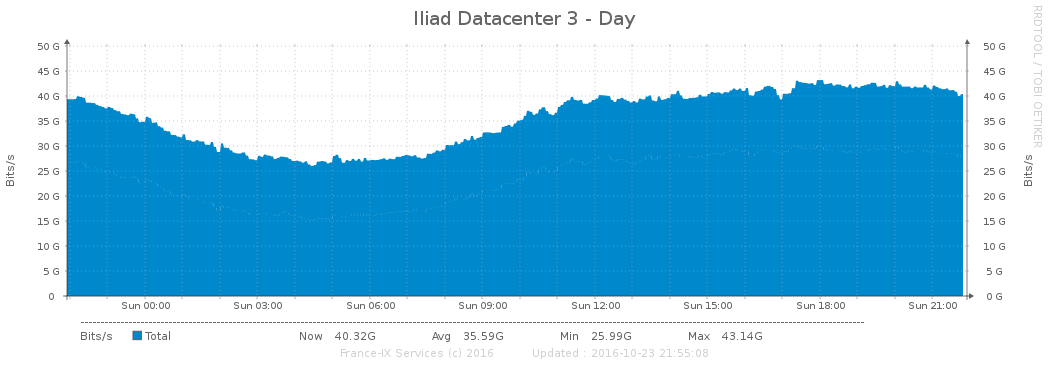 Iliad Datacenter 3 - Day
RRDTOOL / TOBI OETIKER
50 G 50 G
45 G 45 G
40 G 40 G
35 G 35 G
30 G 30 G
25 G 25 G
20 G 20 G
15 G 15 G
10 G 10 G
5 G 5 G
0 0 G
Bits/s
Bits/s
Sun 00:00 Sun 03:00 Sun 06:00 Sun 09:00 Sun 12:00 Sun 15:00 Sun 18:00 Sun 21:00
Bits/s Total Now 40.32G Avg 35.59G Min 25.99G Max 43.14G
France-IX Services (c) 2016 Updated : 2016-10-23 21:55:08